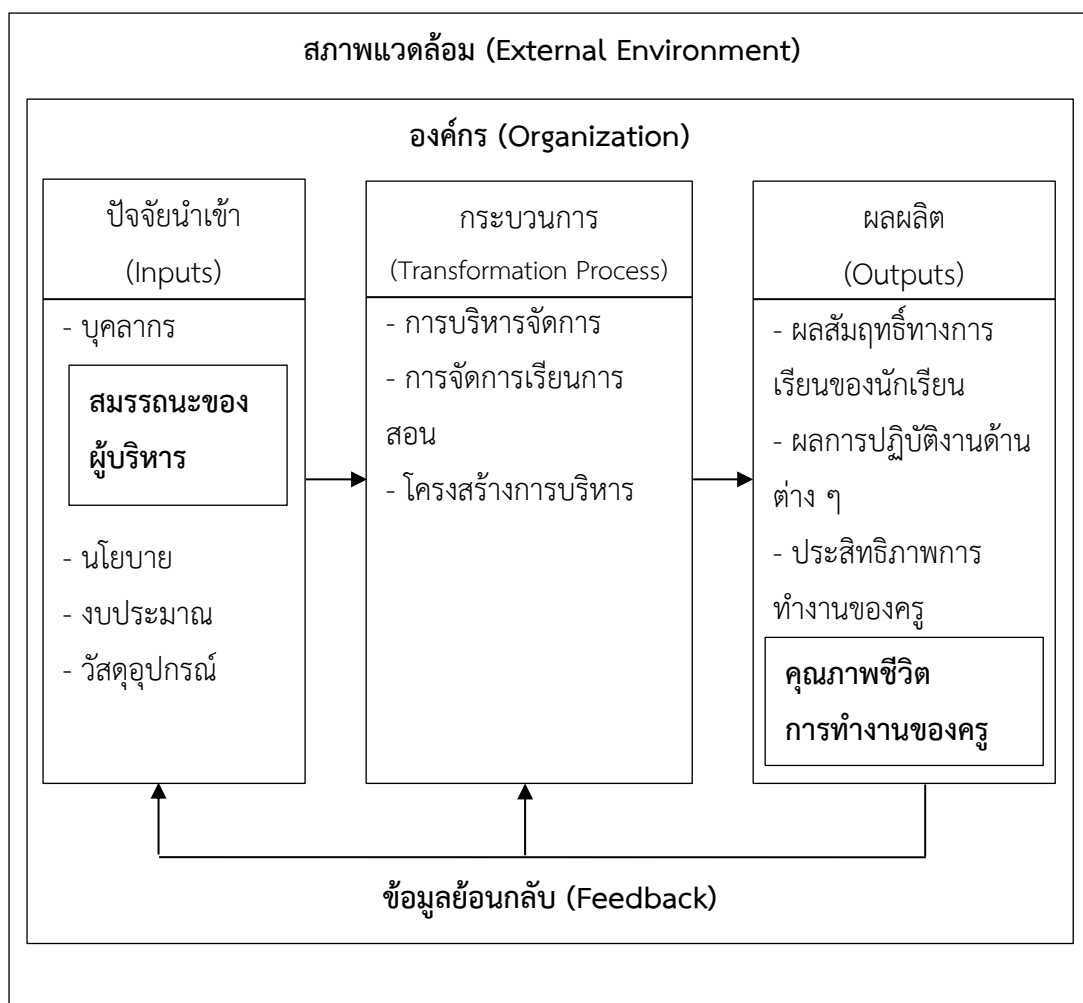 สภาพแวดล้อม (External Environment)
องค์กร (Organization)
ปัจจัยนำเข้า
(Inputs)
- บุคลากร
สมรรถนะของ
ผู้บริหาร
- นโยบาย
- งบประมาณ
- วัสดุอุปกรณ์
กระบวนการ
(Transformation Process)
- การบริหารจัดการ
- การจัดการเรียนการ
สอน
- โครงสร้างการบริหาร
ผลผลิต
(Outputs)
- ผลสัมฤทธิ์ทางการ
เรียนของนักเรียน
- ผลการปฏิบัติงานด้าน
ต่าง ๆ
- ประสิทธิภาพการ
ทำงานของครู
คุณภาพชีวิต
การทำงานของครู
ข้อมูลย้อนกลับ (Feedback)